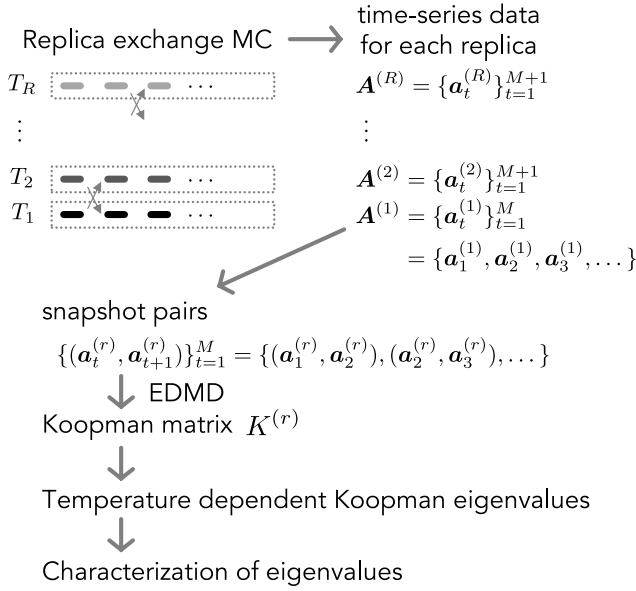 Replica exchange MC
time-series data
for each replica
T_R ⋯
A^{(R)} = {a_t^{(R)}}_{t=1}^{M+1}
⋮ ⋮
T_2 ⋯
A^{(2)} = {a_t^{(2)}}_{t=1}^{M+1}
T_1 ⋯
A^{(1)} = {a_t^{(1)}}_{t=1}^{M}
= {a_1^{(1)}, a_2^{(1)}, a_3^{(1)}, …}
snapshot pairs
{(a_t^{(r)}, a_{t+1}^{(r)})}_{t=1}^{M} = {(a_1^{(r)}, a_2^{(r)}), (a_2^{(r)}, a_3^{(r)}), …}
EDMD
Koopman matrix K^{(r)}
Temperature dependent Koopman eigenvalues
Characterization of eigenvalues